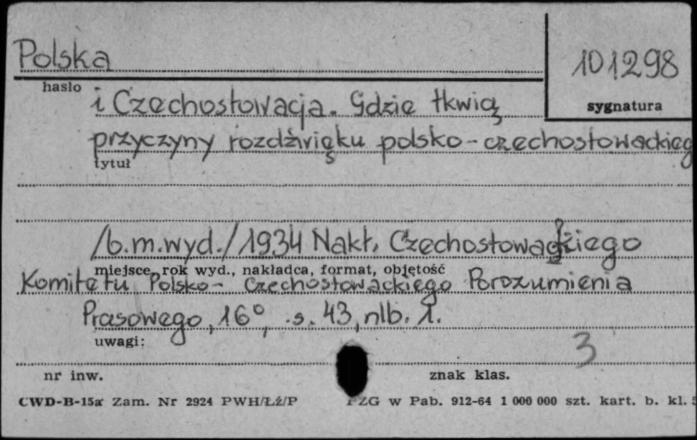 Polska
101298
hasło
sygnatura
i Czechosłowacja. Gdzie tkwią
przyczyny rozdźwięku polsko-czechosłowackieg
tytuł
/b.m.wyd./1934 Nakł. Czechosłowackiego
miejsce, rok wyd., nakładca, format, objętość
Komitetu Polsko-Czechosłowackiego Porozumienia
Prasowego, 16°, s. 43, nlb. 1.
uwagi:
3
nr inw.
znak klas.
CWD-B-15a Zam. Nr 2924 PWH/Łź/P
PZG w Pab. 912-64 1 000 000 szt. kart. b. kl.